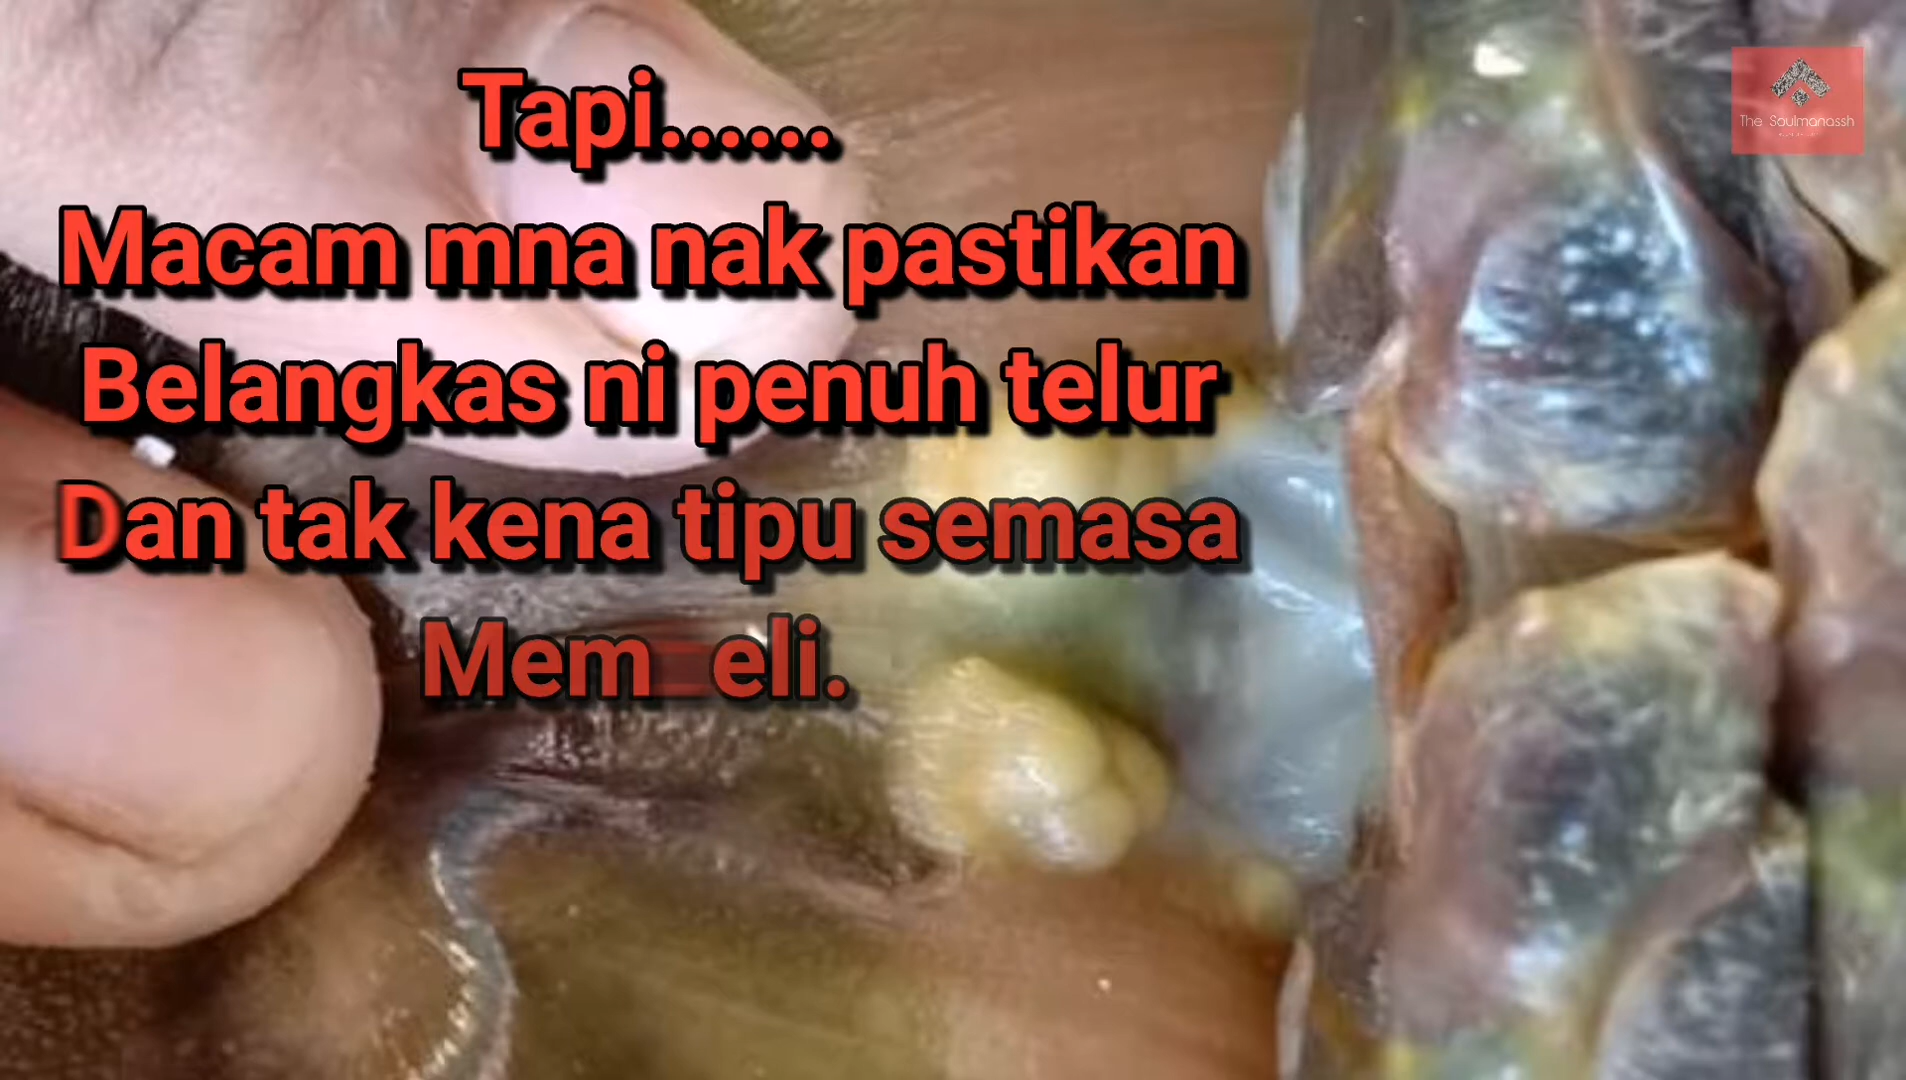 Tapi......
Macam mna nak pastikan
Belangkas ni penuh telur
Dan tak kena tipu semasa
The Soulmanassh